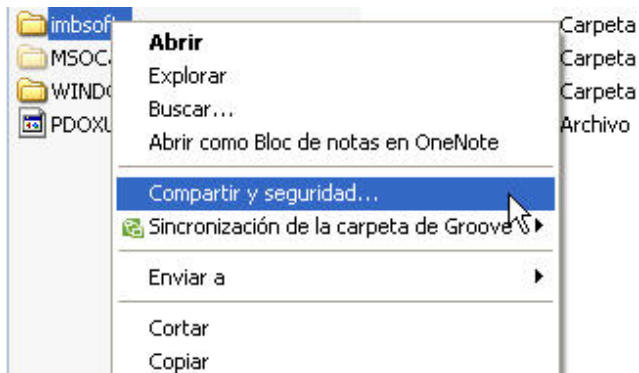 imbsoft
Carpeta
Abrir
MSOC
Carpeta
Explorar
WINDO
Carpeta
Buscar...
PDOXU
Archivo
Abrir como Bloc de notas en OneNote
Compartir y seguridad...
Sincronización de la carpeta de Groove
Enviar a
Cortar
Copiar